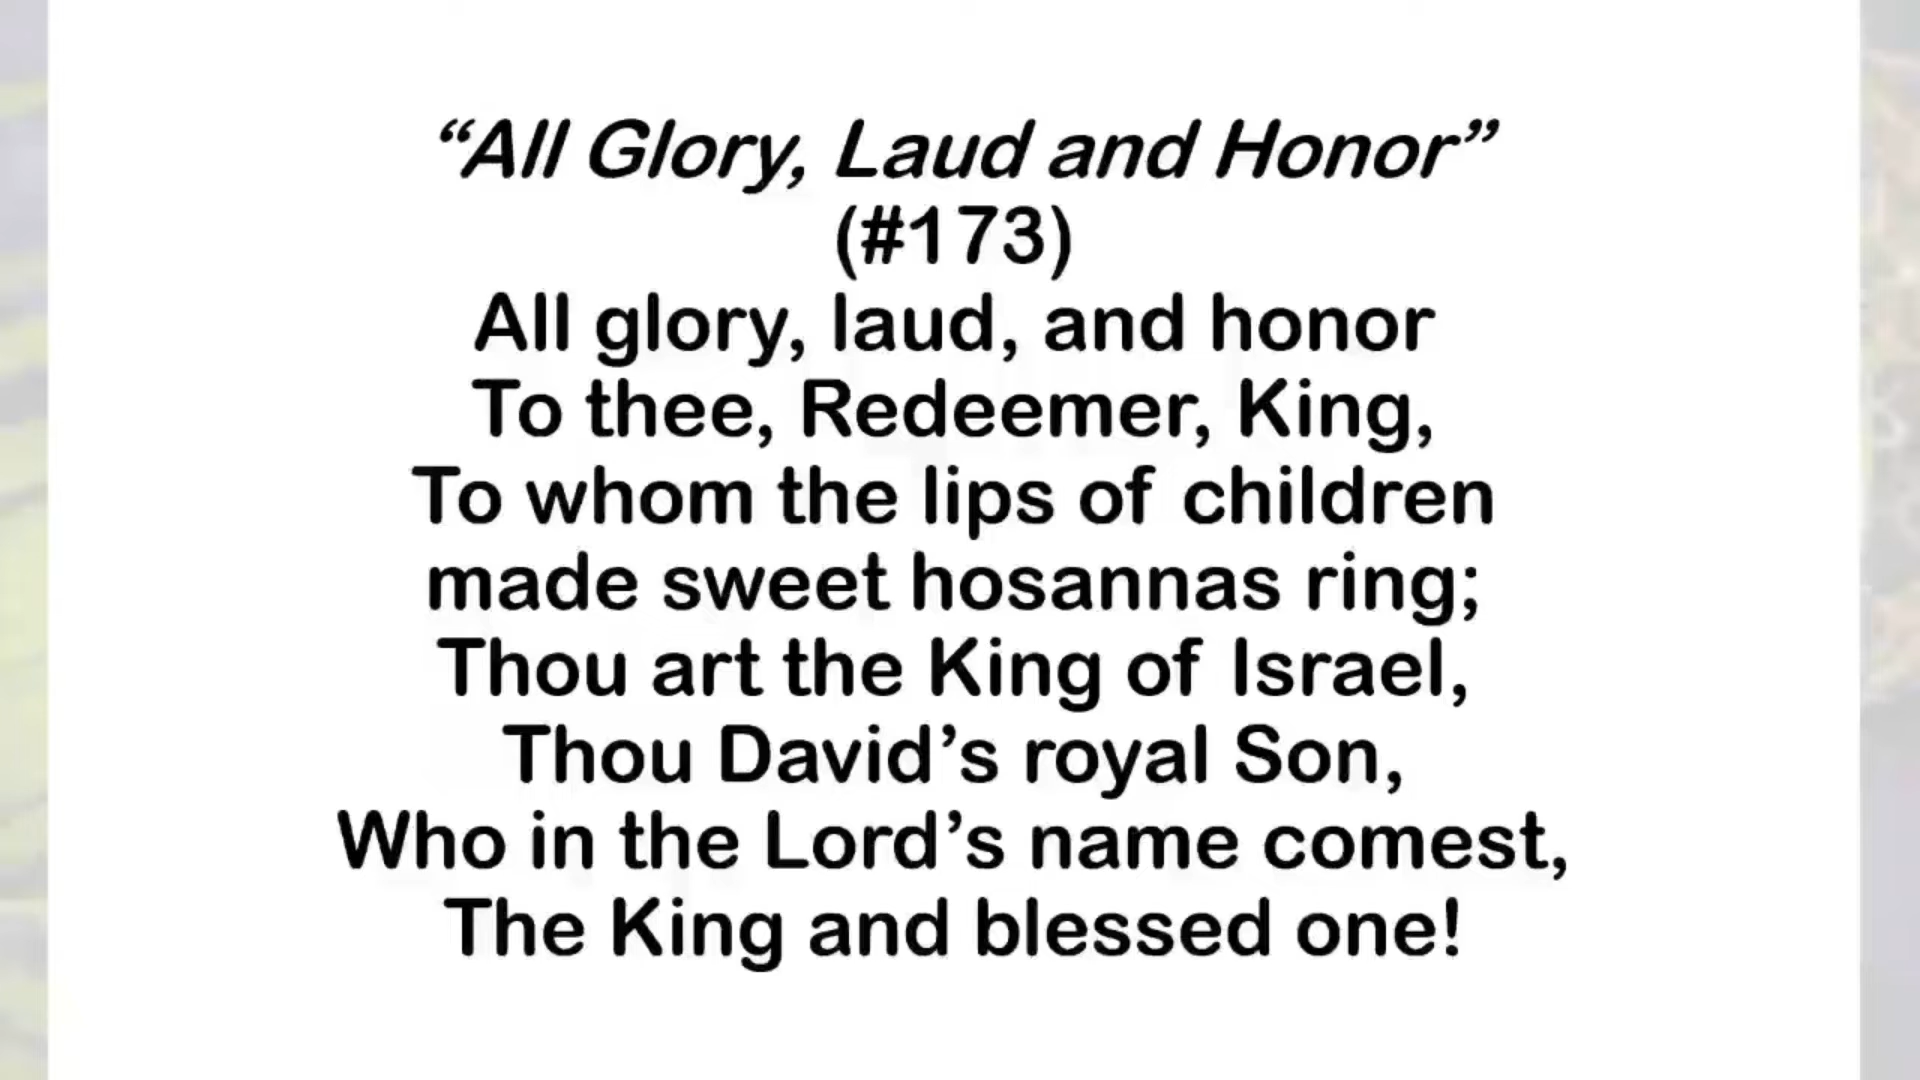 “All Glory, Laud and Honor”
(#173)
All glory, laud, and honor
To thee, Redeemer, King,
To whom the lips of children
made sweet hosannas ring;
Thou art the King of Israel,
Thou David’s royal Son,
Who in the Lord’s name comest,
The King and blessed one!